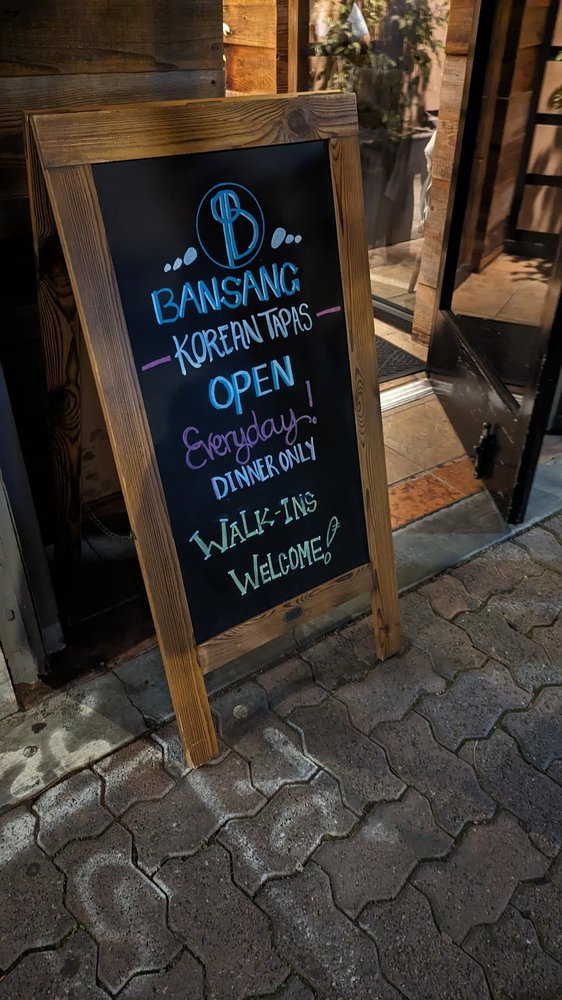 B
BANSANG
KOREAN TAPAS
OPEN
Everyday!
DINNER ONLY
WALK-INS
WELCOME!